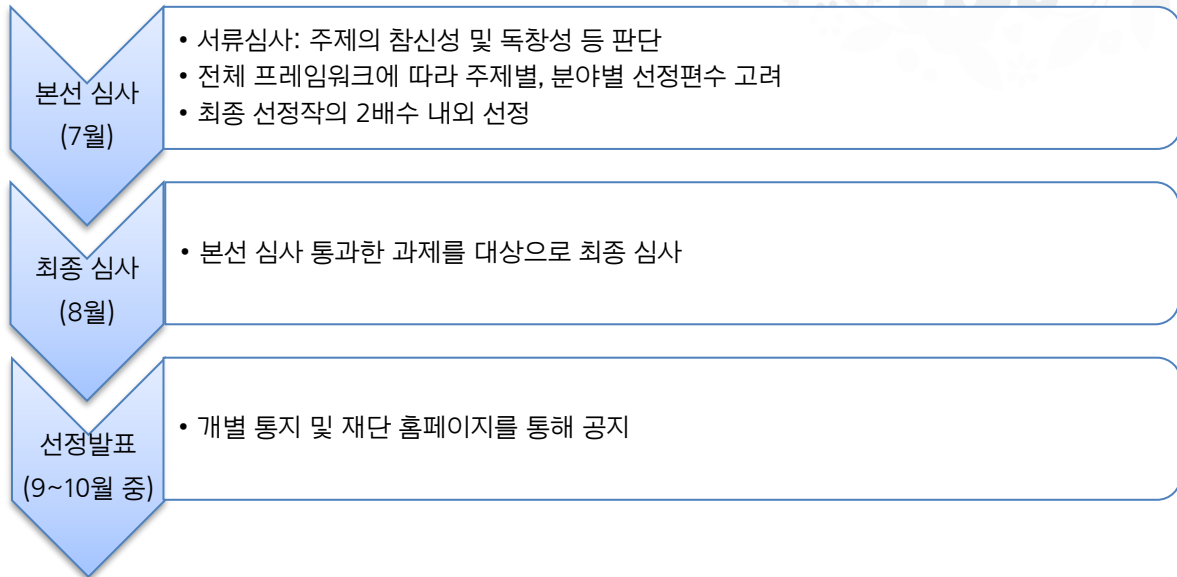 본선 심사
(7월)
• 서류심사: 주제의 참신성 및 독창성 등 판단
• 전체 프레임워크에 따라 주제별, 분야별 선정편수 고려
• 최종 선정작의 2배수 내외 선정
최종 심사
(8월)
• 본선 심사 통과한 과제를 대상으로 최종 심사
선정발표
(9~10월 중)
• 개별 통지 및 재단 홈페이지를 통해 공지